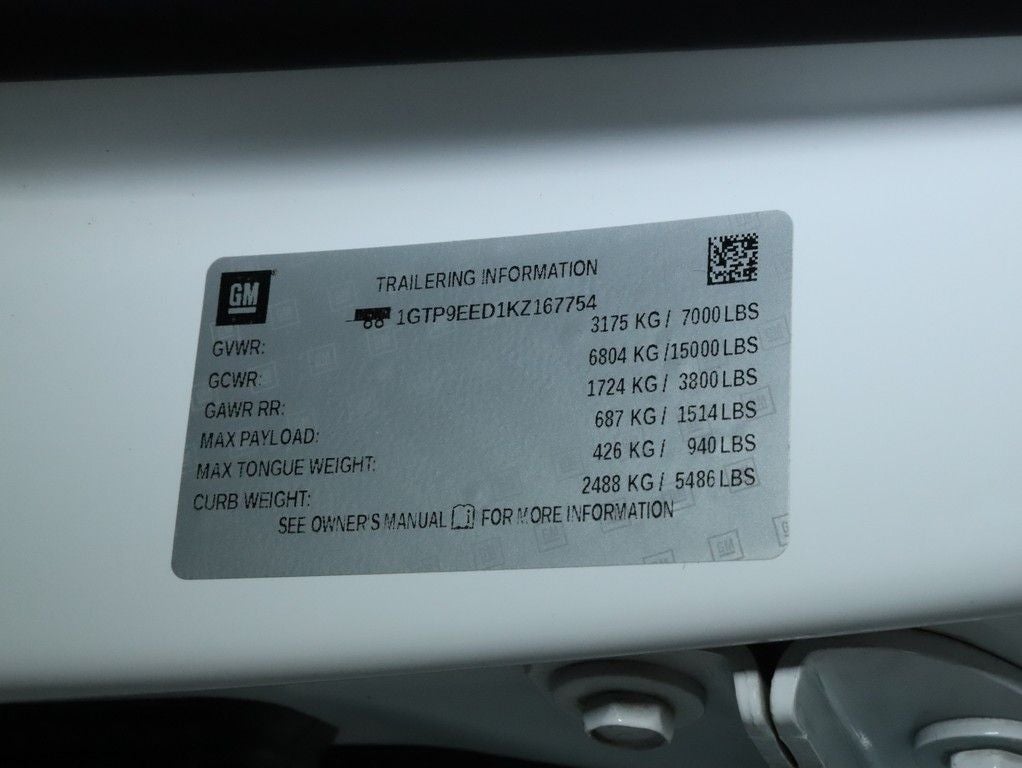 GM
TRAILERING INFORMATION
1GTP9EED1KZ167754
GVWR: 3175 KG / 7000 LBS
GCWR: 6804 KG / 15000 LBS
GAWR RR: 1724 KG / 3800 LBS
MAX PAYLOAD: 687 KG / 1514 LBS
MAX TONGUE WEIGHT: 426 KG / 940 LBS
CURB WEIGHT: 2488 KG / 5486 LBS
SEE OWNER'S MANUAL FOR MORE INFORMATION